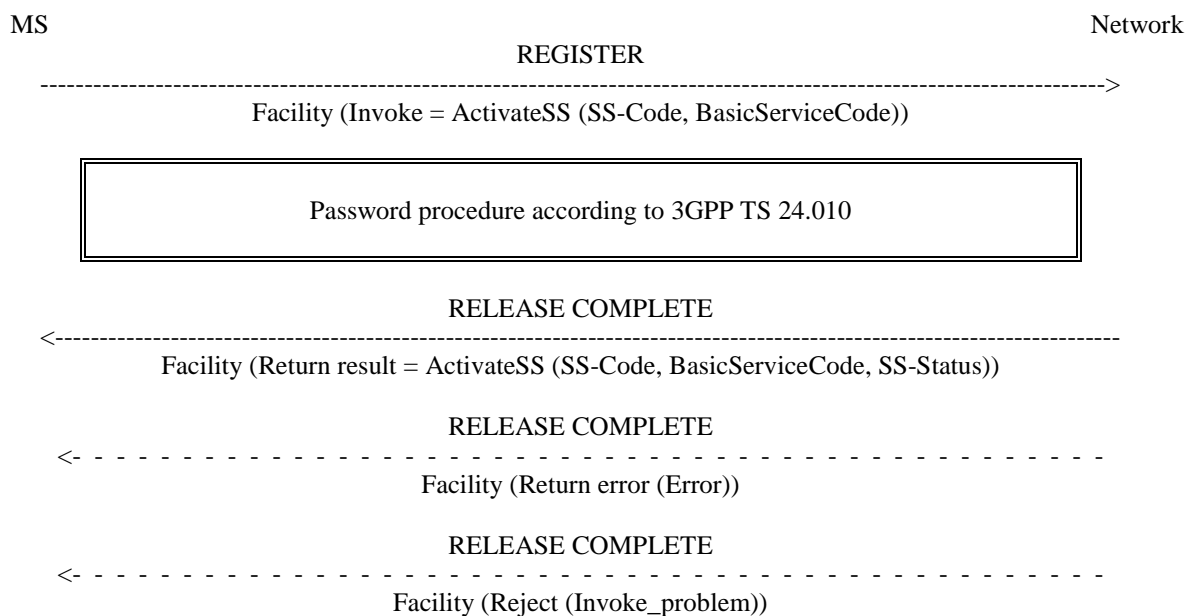 MS Network
REGISTER
Facility (Invoke = ActivateSS (SS-Code, BasicServiceCode))
Password procedure according to 3GPP TS 24.010
RELEASE COMPLETE
Facility (Return result = ActivateSS (SS-Code, BasicServiceCode, SS-Status))
RELEASE COMPLETE
Facility (Return error (Error))
RELEASE COMPLETE
Facility (Reject (Invoke_problem))